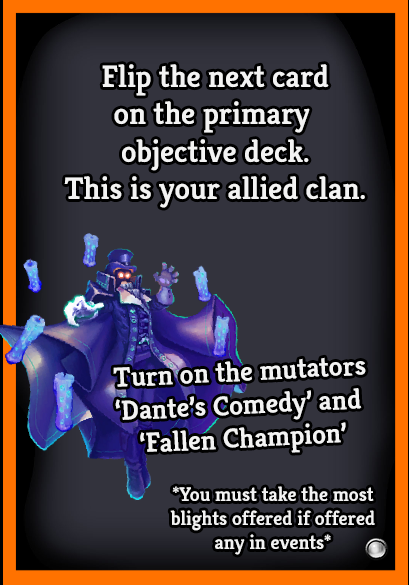 Flip the next card
on the primary
objective deck.
This is your allied clan.
Turn on the mutators
‘Dante’s Comedy’ and
‘Fallen Champion’
*You must take the most
blights offered if offered
any in events*